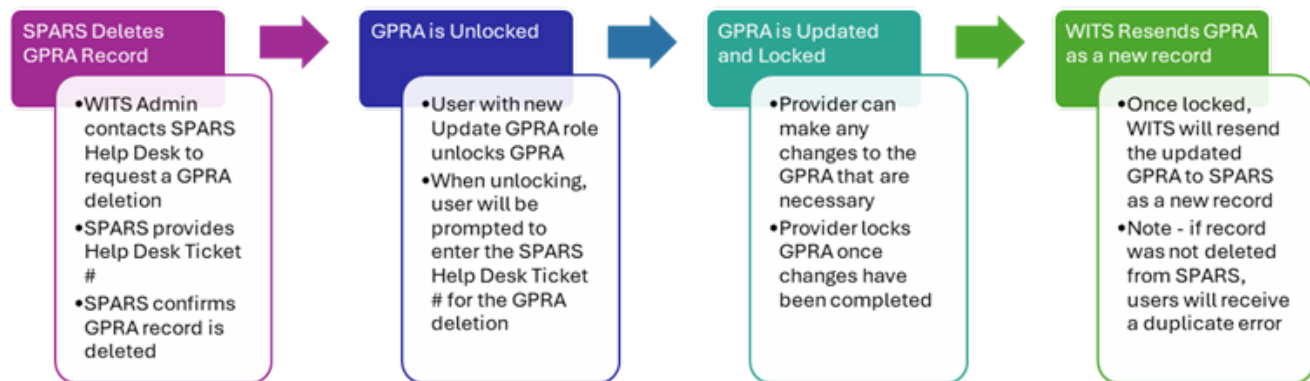 SPARS Deletes
GPRA Record
•WITS Admin
contacts SPARS
Help Desk to
request a GPRA
deletion
•SPARS provides
Help Desk Ticket
#
•SPARS confirms
GPRA record is
deleted
GPRA is Unlocked
•User with new
Update GPRA role
unlocks GPRA
•When unlocking,
user will be
prompted to
enter the SPARS
Help Desk Ticket
# for the GPRA
deletion
GPRA is Updated
and Locked
•Provider can
make any
changes to the
GPRA that are
necessary
•Provider locks
GPRA once
changes have
been completed
WITS Resends GPRA
as a new record
•Once locked,
WITS will resend
the updated
GPRA to SPARS
as a new record
•Note - if record
was not deleted
from SPARS,
users will receive
a duplicate error